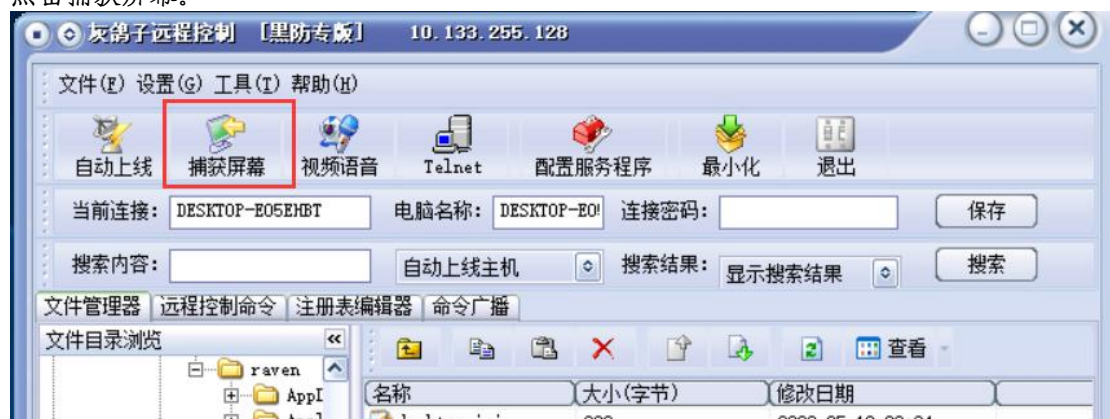 点击捕获屏幕。
灰鸽子远程控制 【黑防专版】 10.133.255.128
文件(F) 设置(G) 工具(T) 帮助(H)
自动上线 捕获屏幕 视频语音 Telnet 配置服务程序 最小化 退出
当前连接: DESKTOP-EO5EHBT 电脑名称: DESKTOP-EO! 连接密码: 保存
搜索内容: 自动上线主机 搜索结果: 显示搜索结果 搜索
文件管理器 远程控制命令 注册表编辑器 命令广播
文件目录浏览 查看
raven
名称 大小(字节) 修改日期
AppI